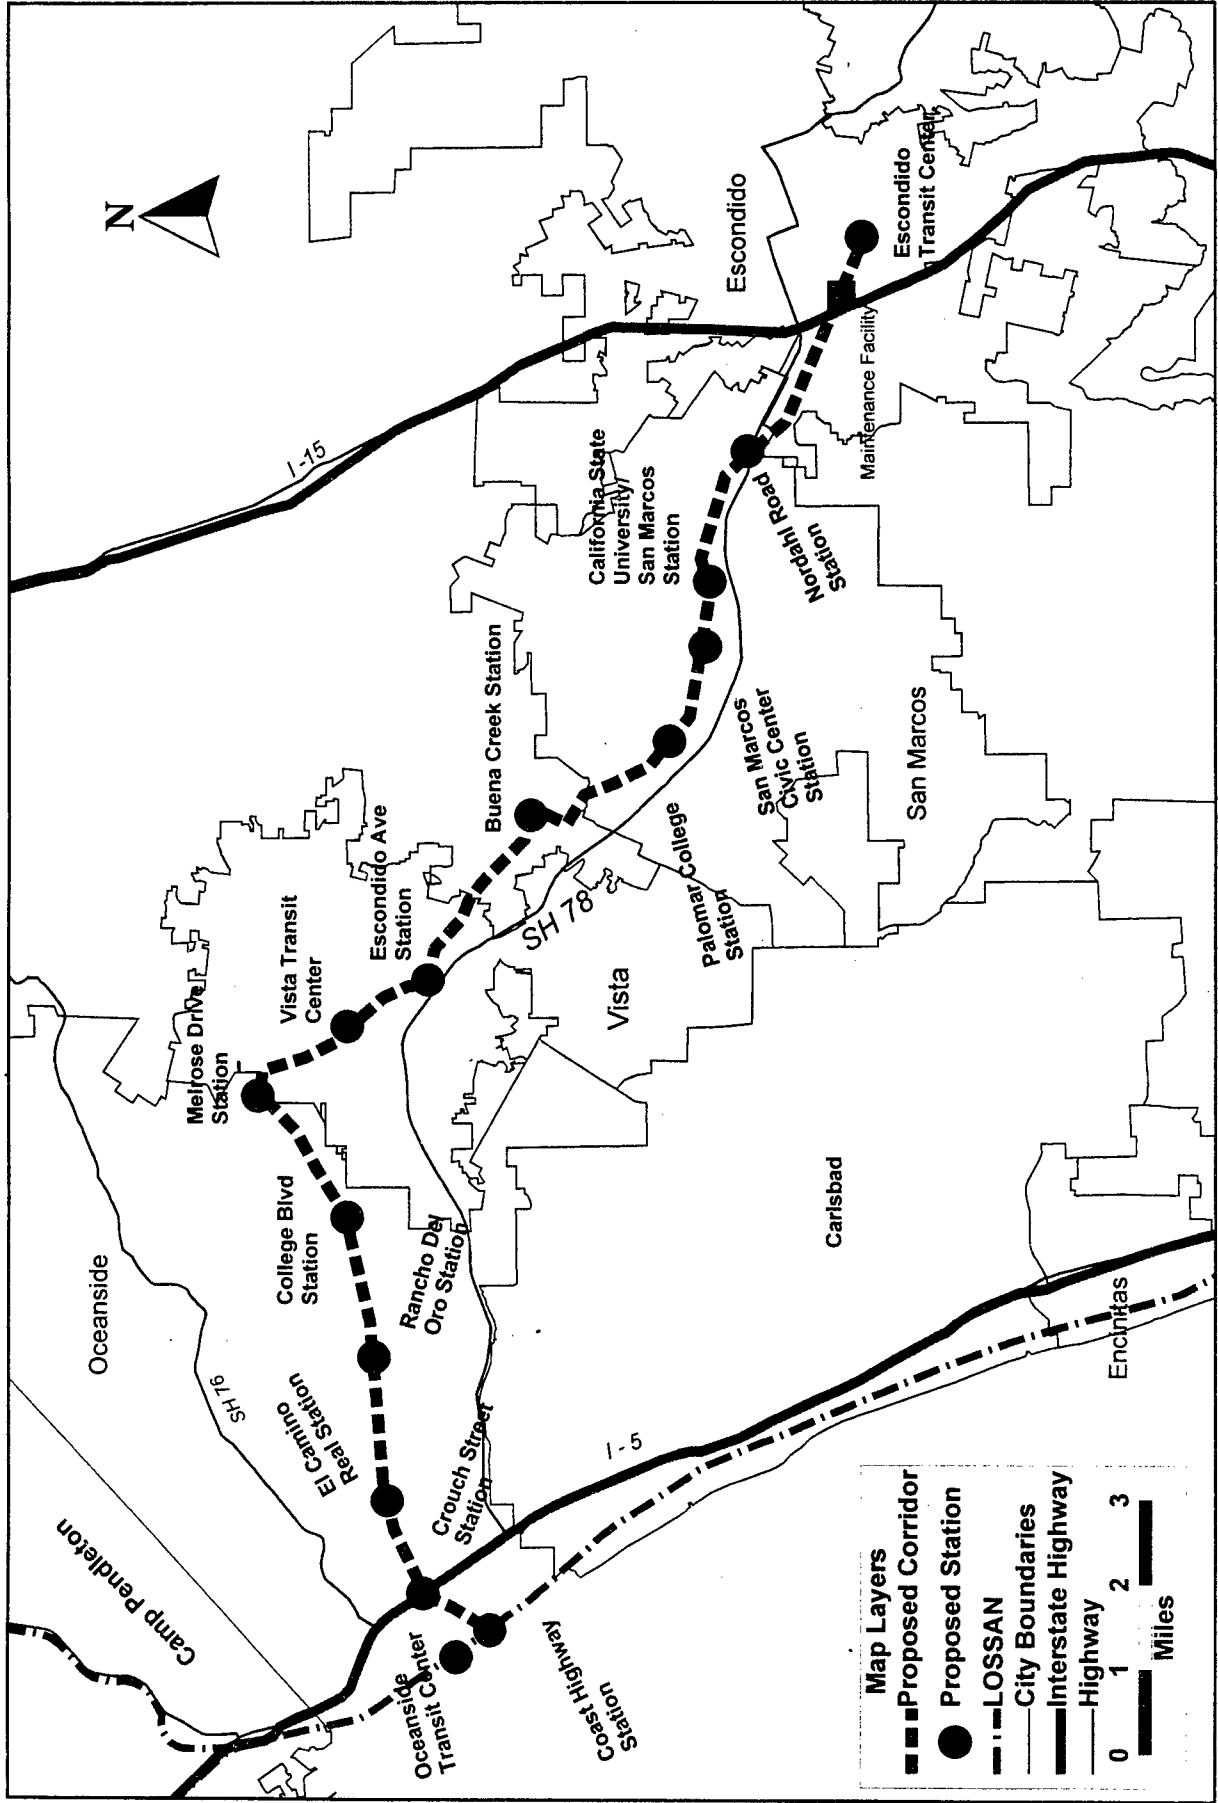 N
Camp Pendleton
Oceanside
SH 76
Melrose Drive
Station
Vista Transit
Center
Escondido Ave
Station
Buena Creek Station
I-15
California State
University
San Marcos
Station
Escondido
Escondido
Transit Center
Maintenance Facility
Nordahl Road
Station
San Marcos
Civic Center
Station
San Marcos
Palomar College
Station
SH 78
Vista
College Blvd
Station
Rancho Del
Oro Station
El Camino
Real Station
Crouch Street
Station
Oceanside
Transit Center
Coast Highway
Station
I - 5
Carlsbad
Encinitas
Map Layers
Proposed Corridor
Proposed Station
LOSSAN
City Boundaries
Interstate Highway
Highway
0 1 2 3
Miles